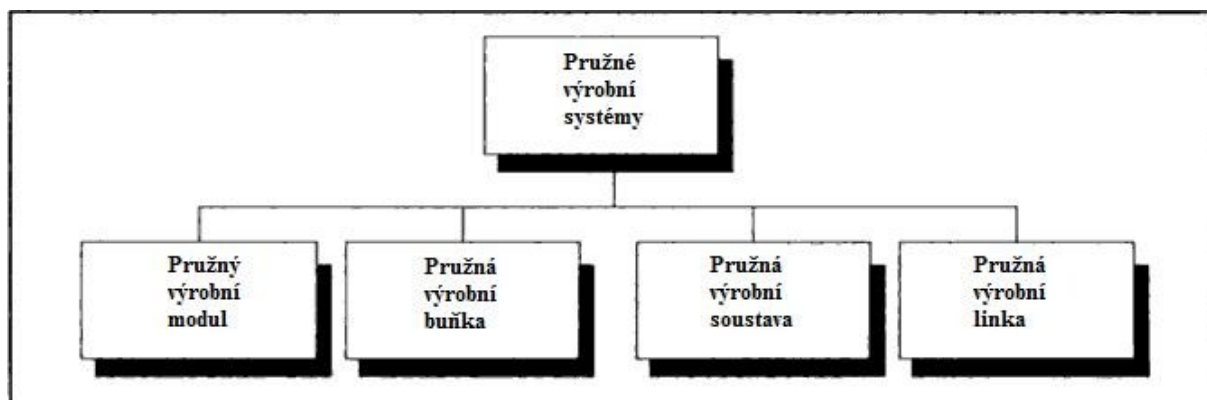 Pružné
výrobní
systémy
Pružný
výrobní
modul
Pružná
výrobní
buňka
Pružná
výrobní
soustava
Pružná
výrobní
linka